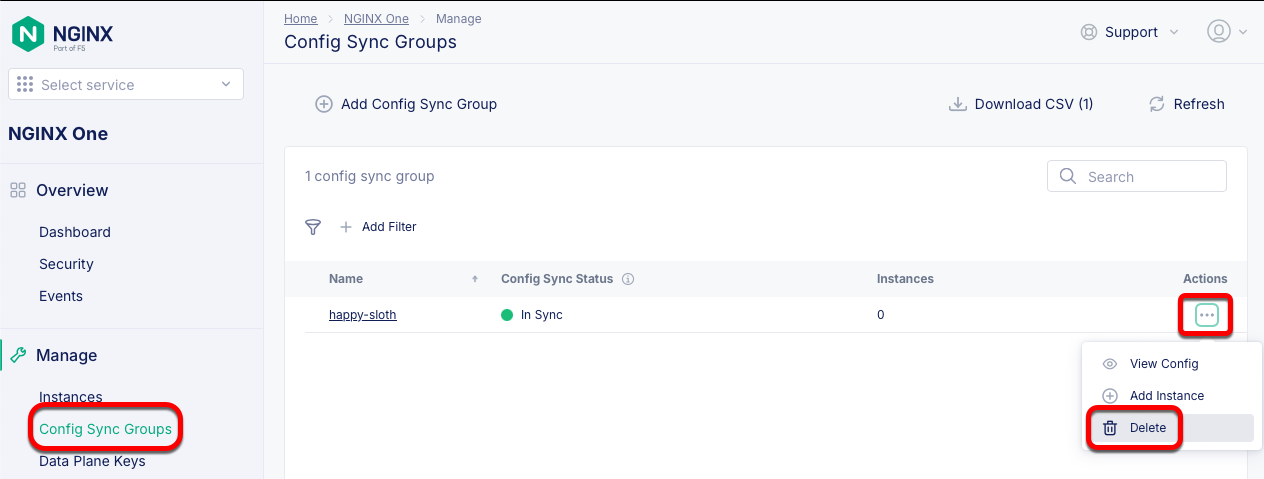 NGINX
Part of F5
Select service
NGINX One
Overview
Dashboard
Security
Events
Manage
Instances
Config Sync Groups
Data Plane Keys
Home > NGINX One > Manage
Config Sync Groups
Support
Add Config Sync Group
Download CSV (1)
Refresh
1 config sync group
Search
Add Filter
Name Config Sync Status Instances Actions
happy-sloth In Sync 0
View Config
Add Instance
Delete